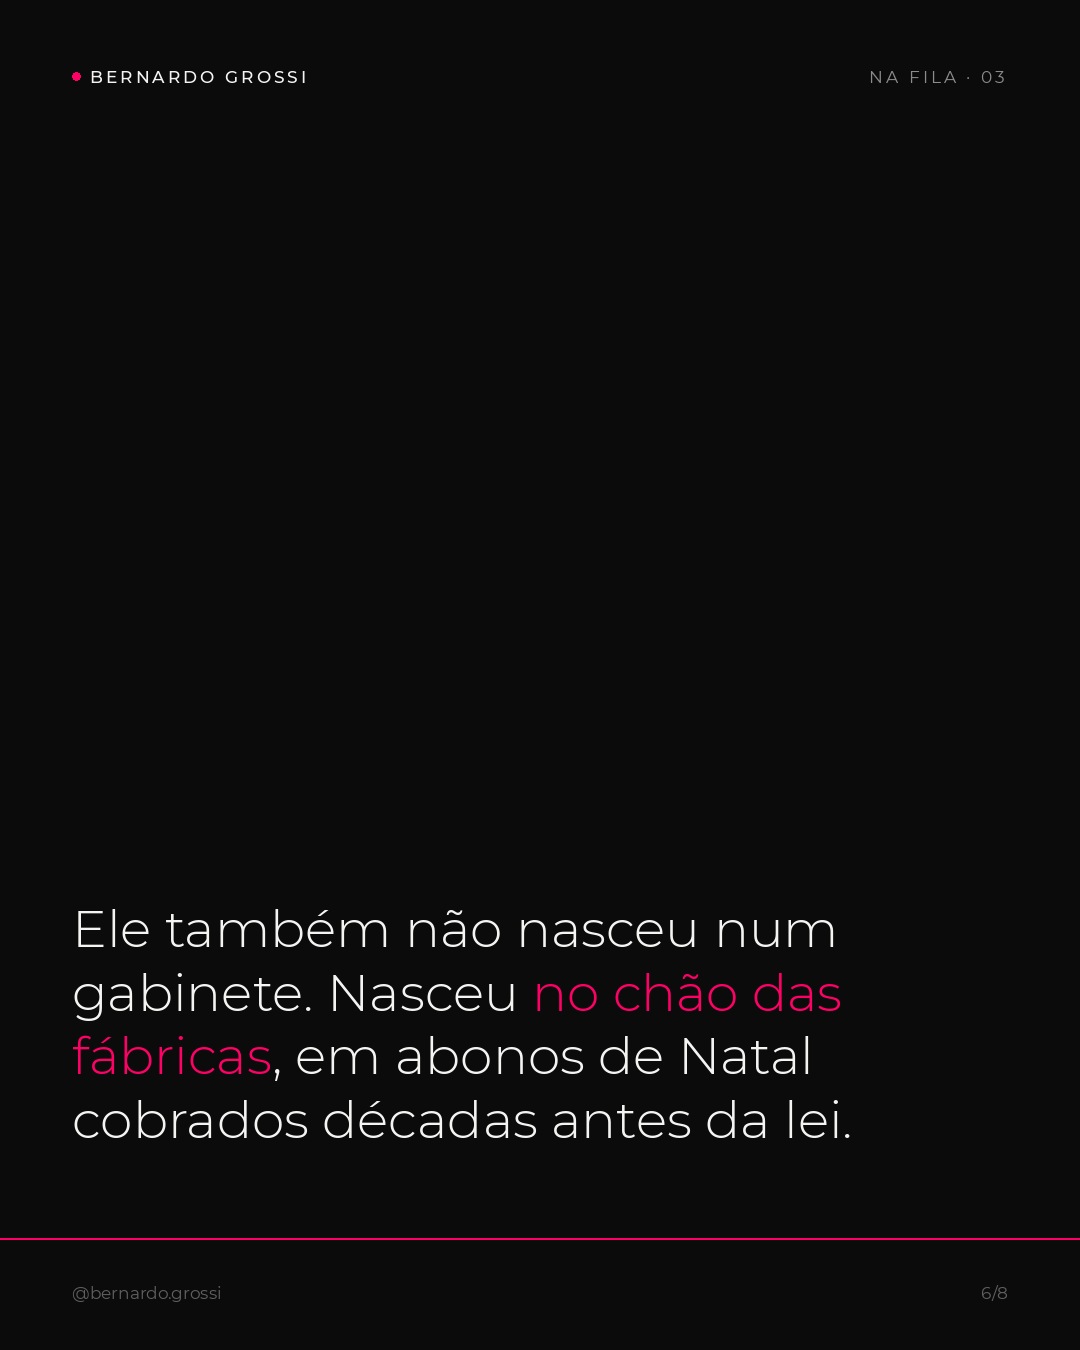 BERNARDO GROSSI
NA FILA · 03
Ele também não nasceu num
gabinete. Nasceu no chão das
fábricas, em abonos de Natal
cobrados décadas antes da lei.
@bernardo.grossi
6/8